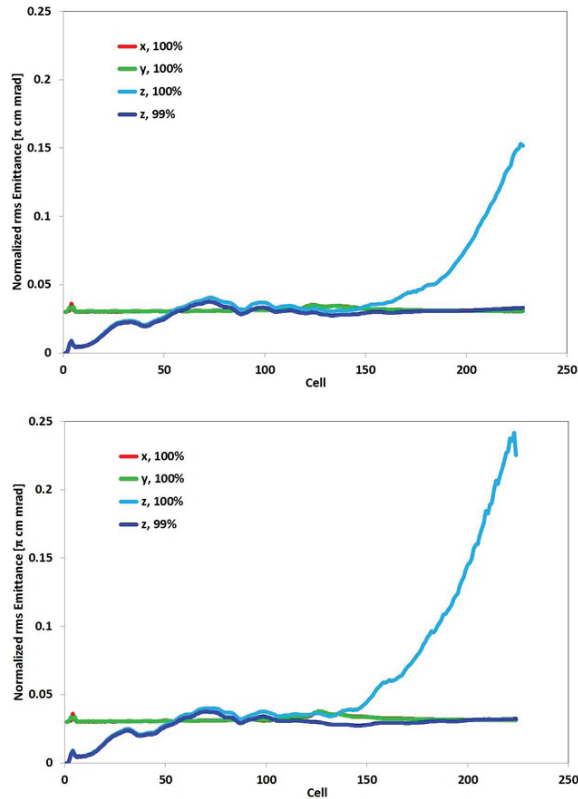 0.25
x, 100%
y, 100%
z, 100%
z, 99%
0.2
0.15
0.1
0.05
0
Normalized rms Emittance [π cm mrad]
0 50 100 150 200 250
Cell
0.25
x, 100%
y, 100%
z, 100%
z, 99%
0.2
0.15
0.1
0.05
0
Normalized rms Emittance [π cm mrad]
0 50 100 150 200 250
Cell